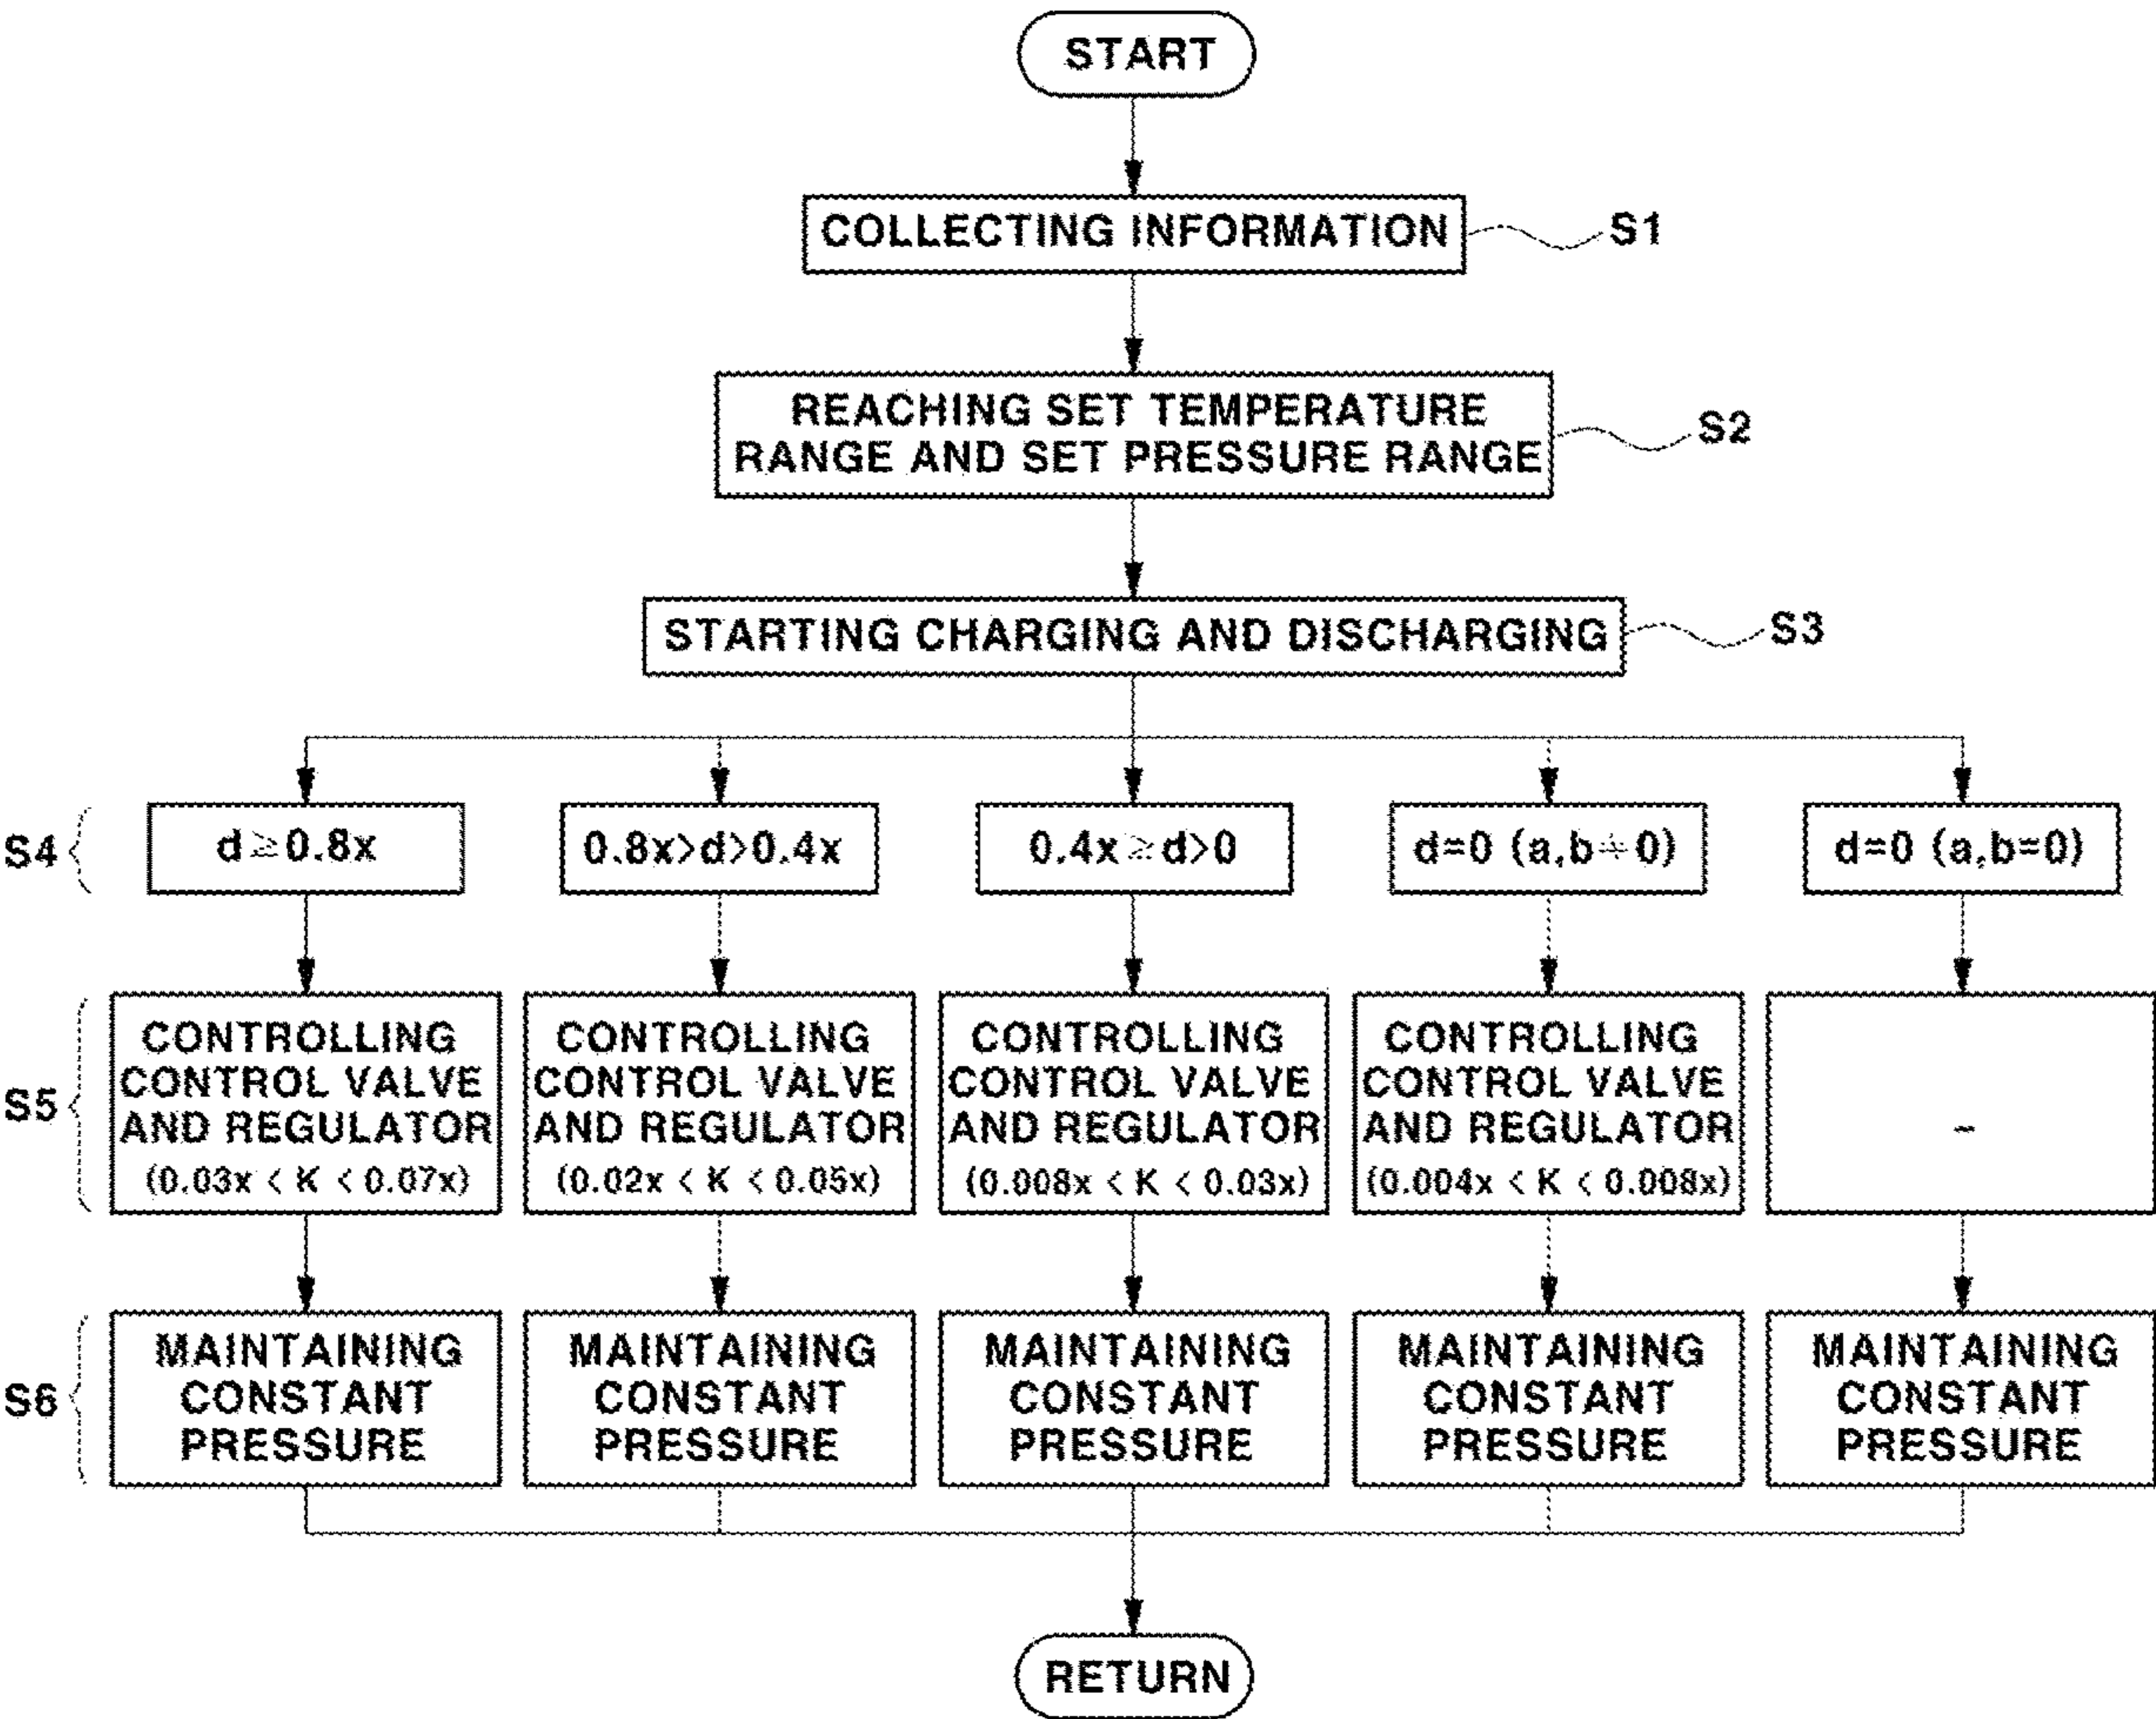 START
COLLECTING INFORMATION
S1
REACHING SET TEMPERATURE
RANGE AND SET PRESSURE RANGE
S2
STARTING CHARGING AND DISCHARGING
S3
S4
d≥0.8x
0.8x>d>0.4x
0.4x≥d>0
d=0 (a,b≠0)
d=0 (a,b=0)
S5
CONTROLLING
CONTROL VALVE
AND REGULATOR
(0.03x < K < 0.07x)
CONTROLLING
CONTROL VALVE
AND REGULATOR
(0.02x < K < 0.05x)
CONTROLLING
CONTROL VALVE
AND REGULATOR
(0.008x < K < 0.03x)
CONTROLLING
CONTROL VALVE
AND REGULATOR
(0.004x < K < 0.008x)
–
S6
MAINTAINING
CONSTANT
PRESSURE
MAINTAINING
CONSTANT
PRESSURE
MAINTAINING
CONSTANT
PRESSURE
MAINTAINING
CONSTANT
PRESSURE
MAINTAINING
CONSTANT
PRESSURE
RETURN